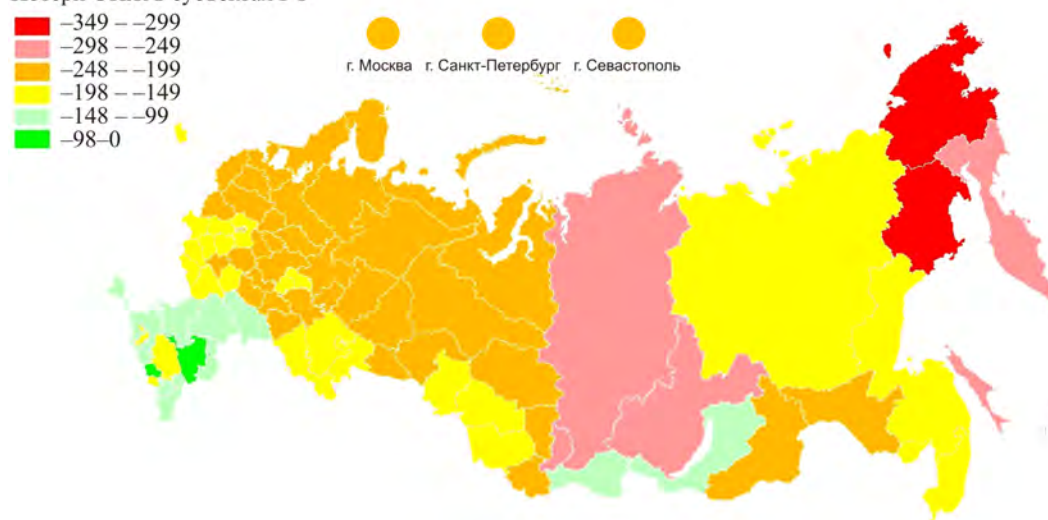 –349 – –299
–298 – –249
–248 – –199
–198 – –149
–148 – –99
–98–0
г. Москва г. Санкт-Петербург г. Севастополь